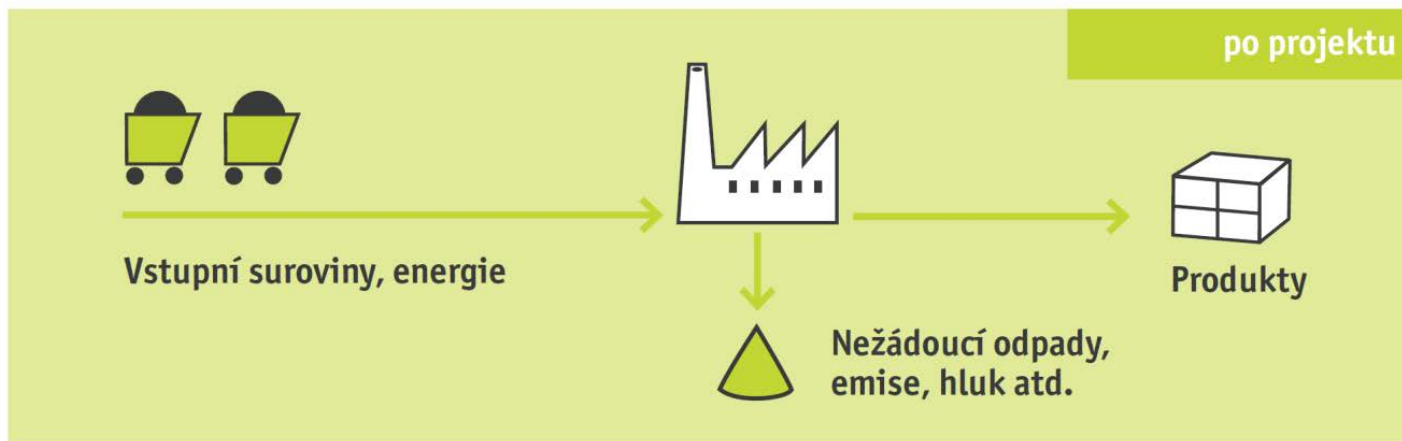 po projektu
Vstupní suroviny, energie
Produkty
Nežádoucí odpady,
emise, hluk atd.